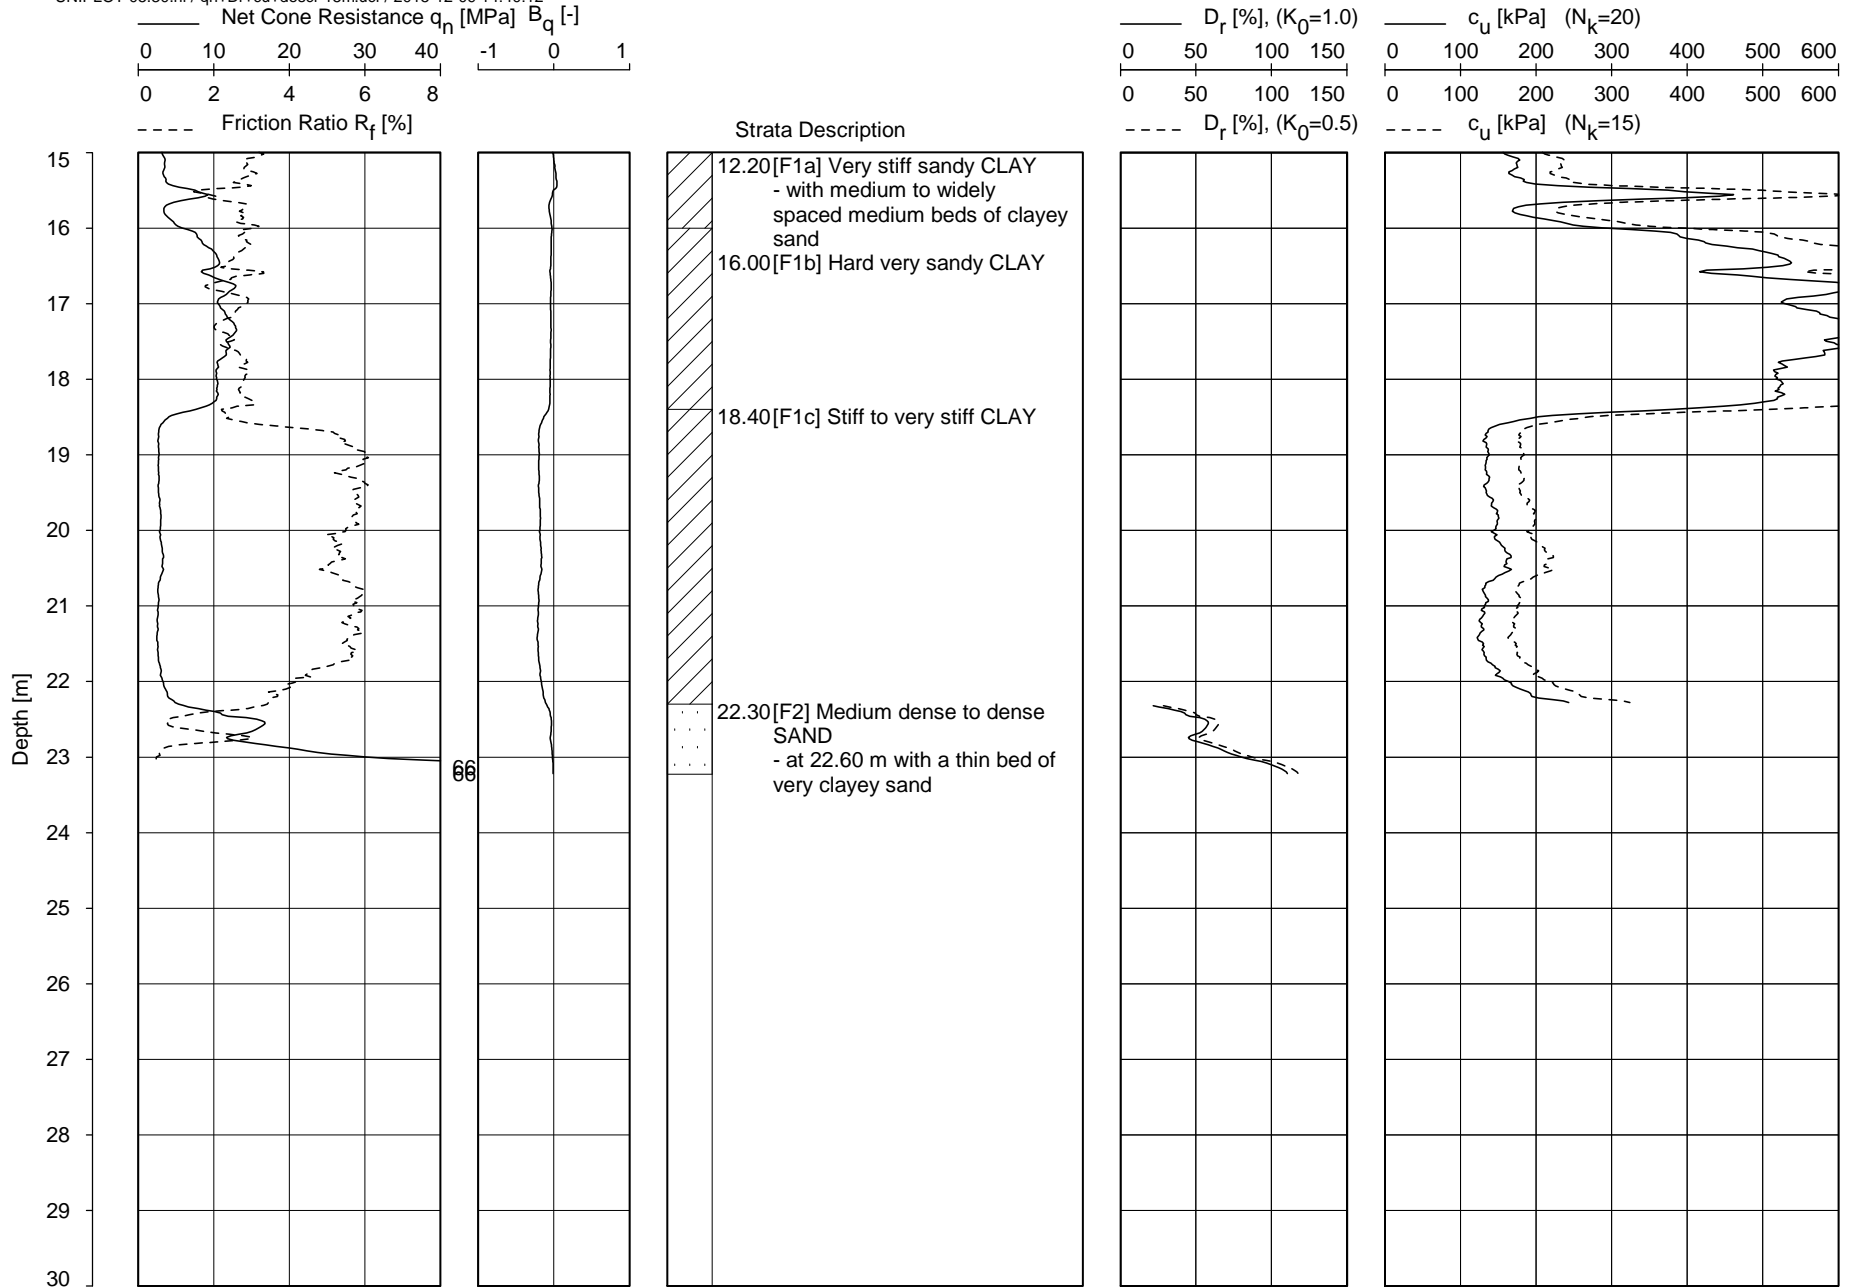 Net Cone Resistance qn [MPa]
Bq [-]
Dr [%], (K0=1.0)
cu [kPa] (Nk=20)
0 10 20 30 40
-1 0 1
0 50 100 150
100 200 300 400 500 600
0 2 4 6 8
0 50 100 150
100 200 300 400 500 600
Friction Ratio Rf [%]
Strata Description
Dr [%], (K0=0.5)
cu [kPa] (Nk=15)
Depth [m]
15
16
17
18
19
20
21
22
23
24
25
26
27
28
29
30
12.20 [F1a] Very stiff sandy CLAY
- with medium to widely
spaced medium beds of clayey
sand
16.00 [F1b] Hard very sandy CLAY
18.40 [F1c] Stiff to very stiff CLAY
22.30 [F2] Medium dense to dense
SAND
- at 22.60 m with a thin bed of
very clayey sand
66
66